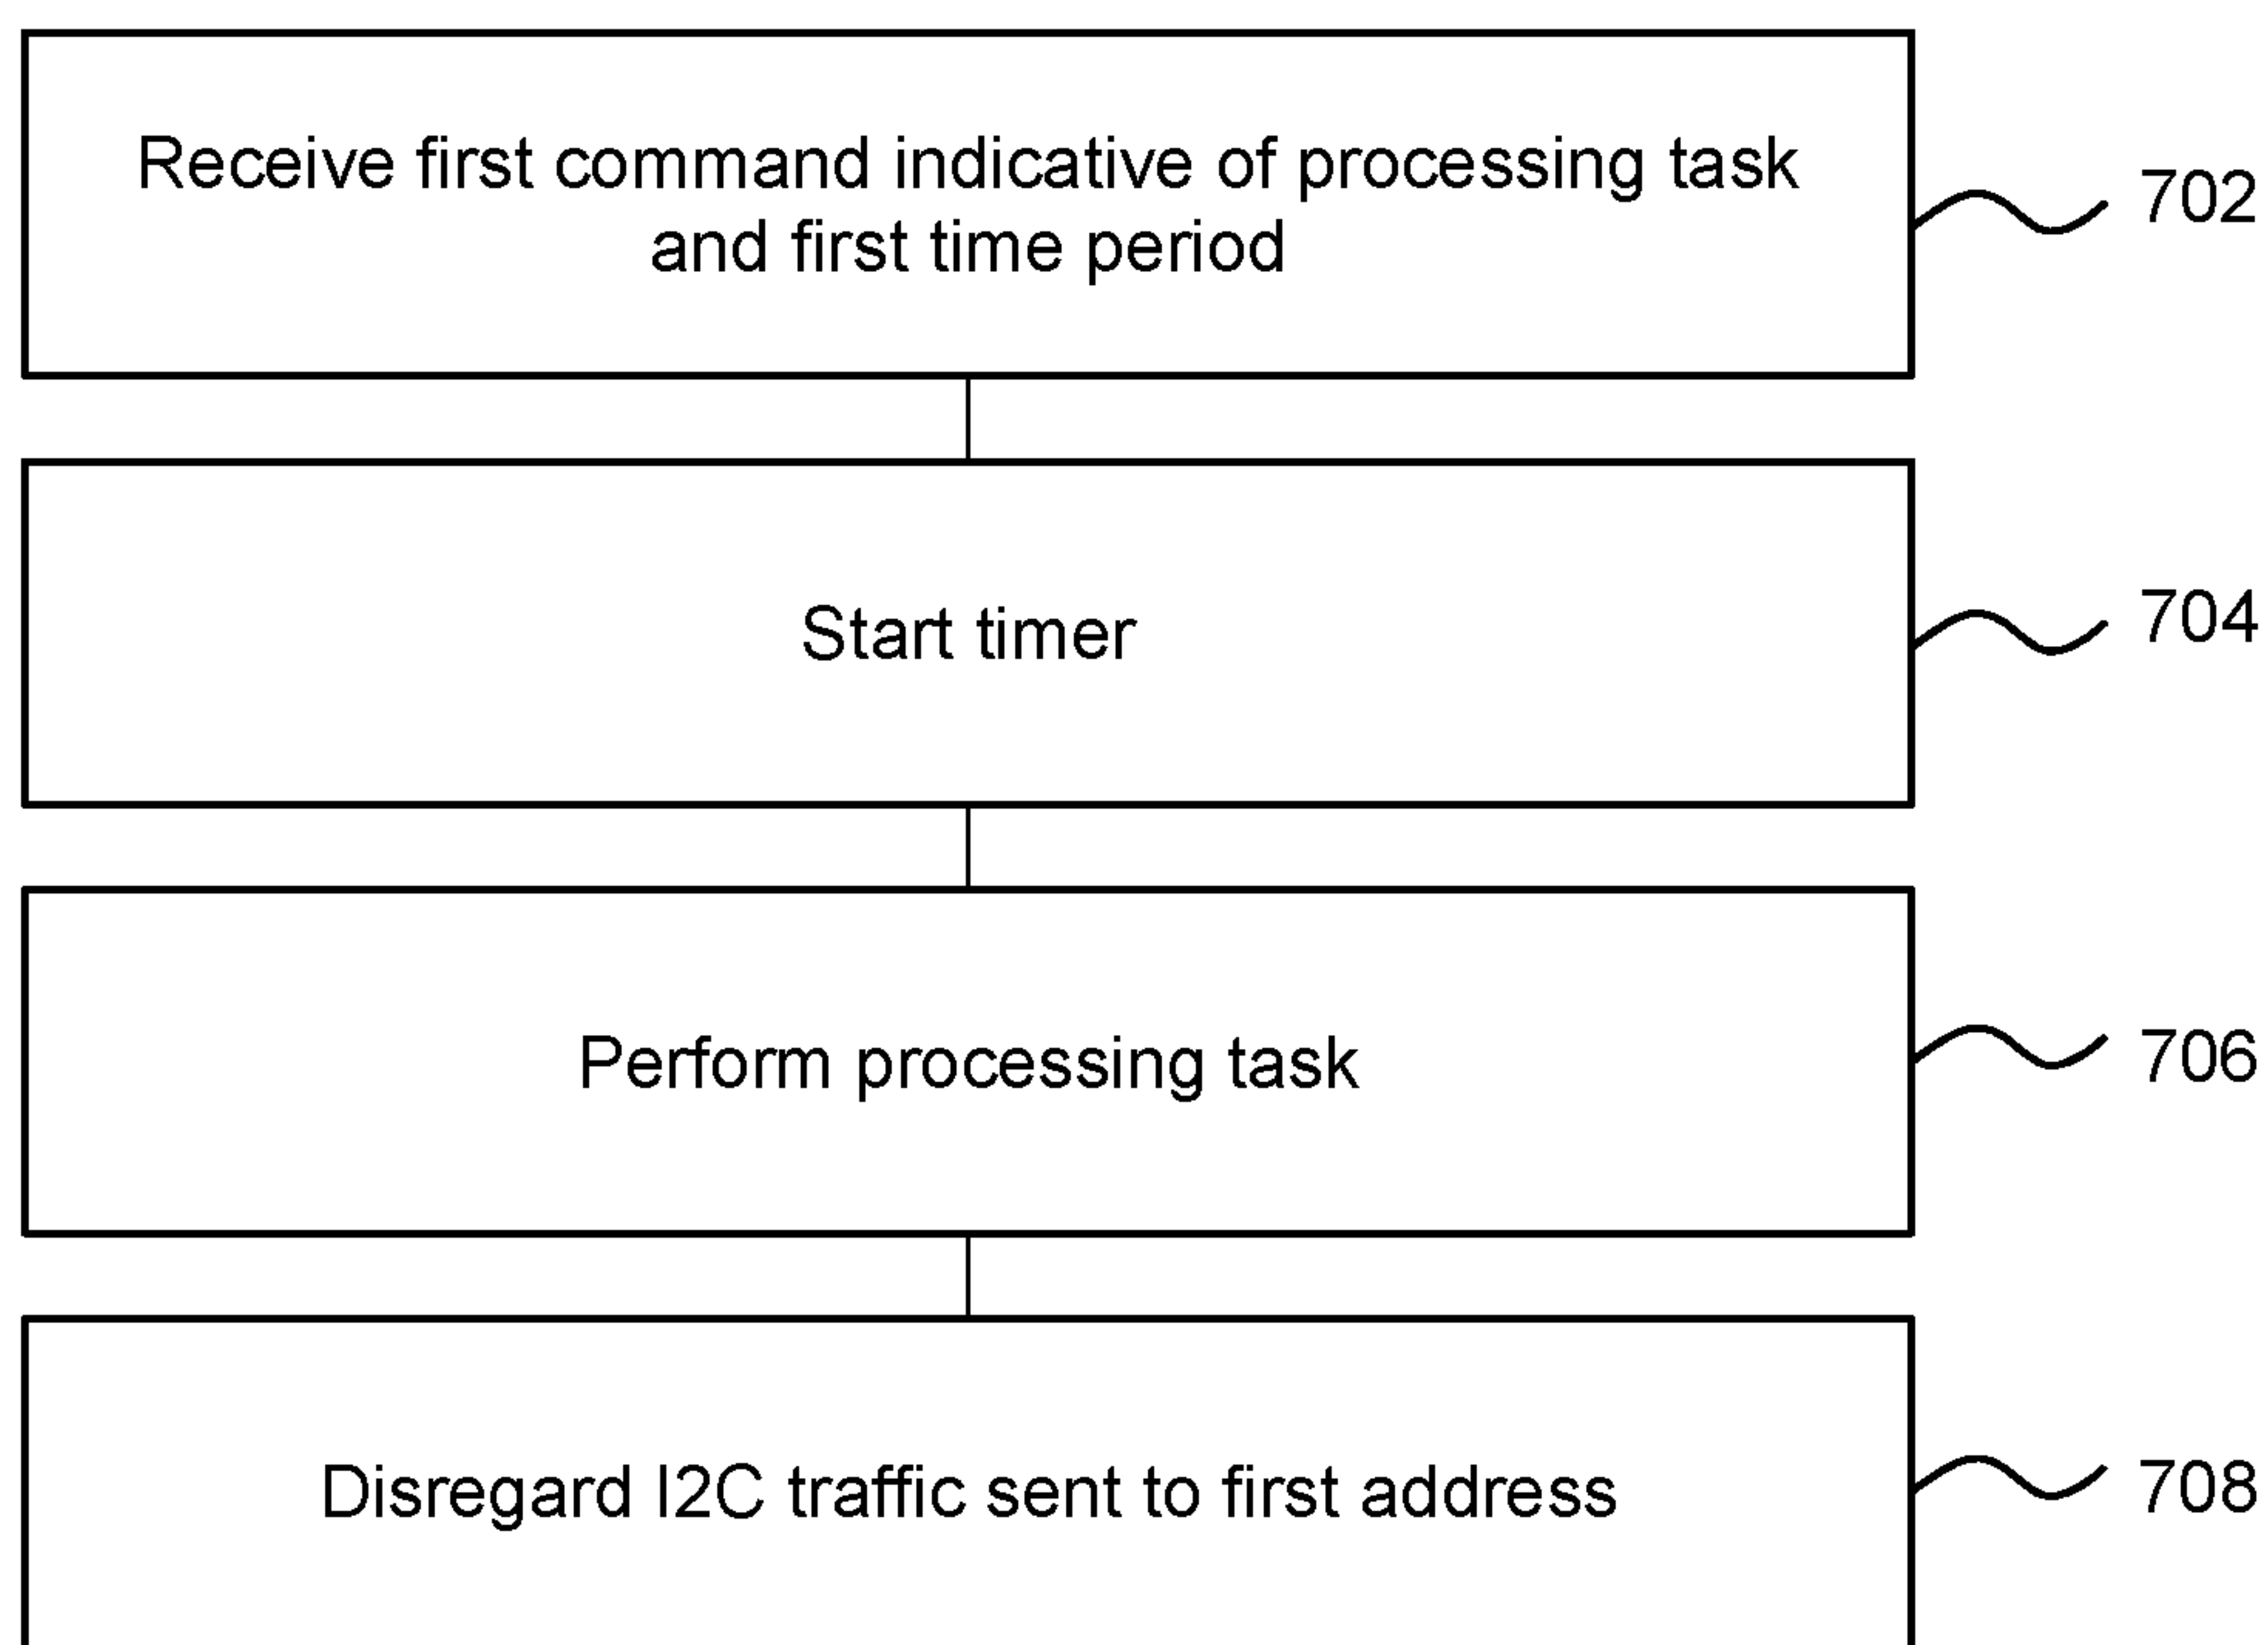 Receive first command indicative of processing task
and first time period
702
Start timer
704
Perform processing task
706
Disregard I2C traffic sent to first address
708